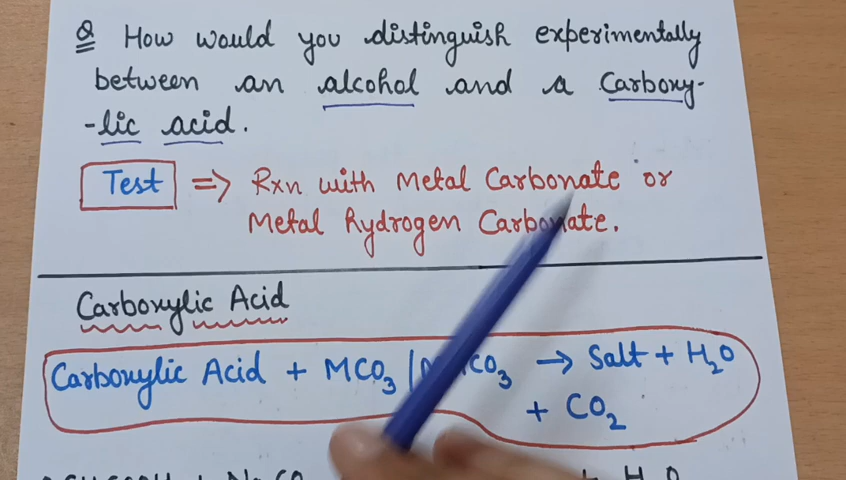 Q How would you distinguish experimentally
between an alcohol and a Carboxy-
-lic acid.
Test => Rxn with Metal Carbonate or
Metal hydrogen Carbonate.
Carboxylic Acid
Carboxylic Acid + MCO3 / CO3 → Salt + H2O
+ CO2